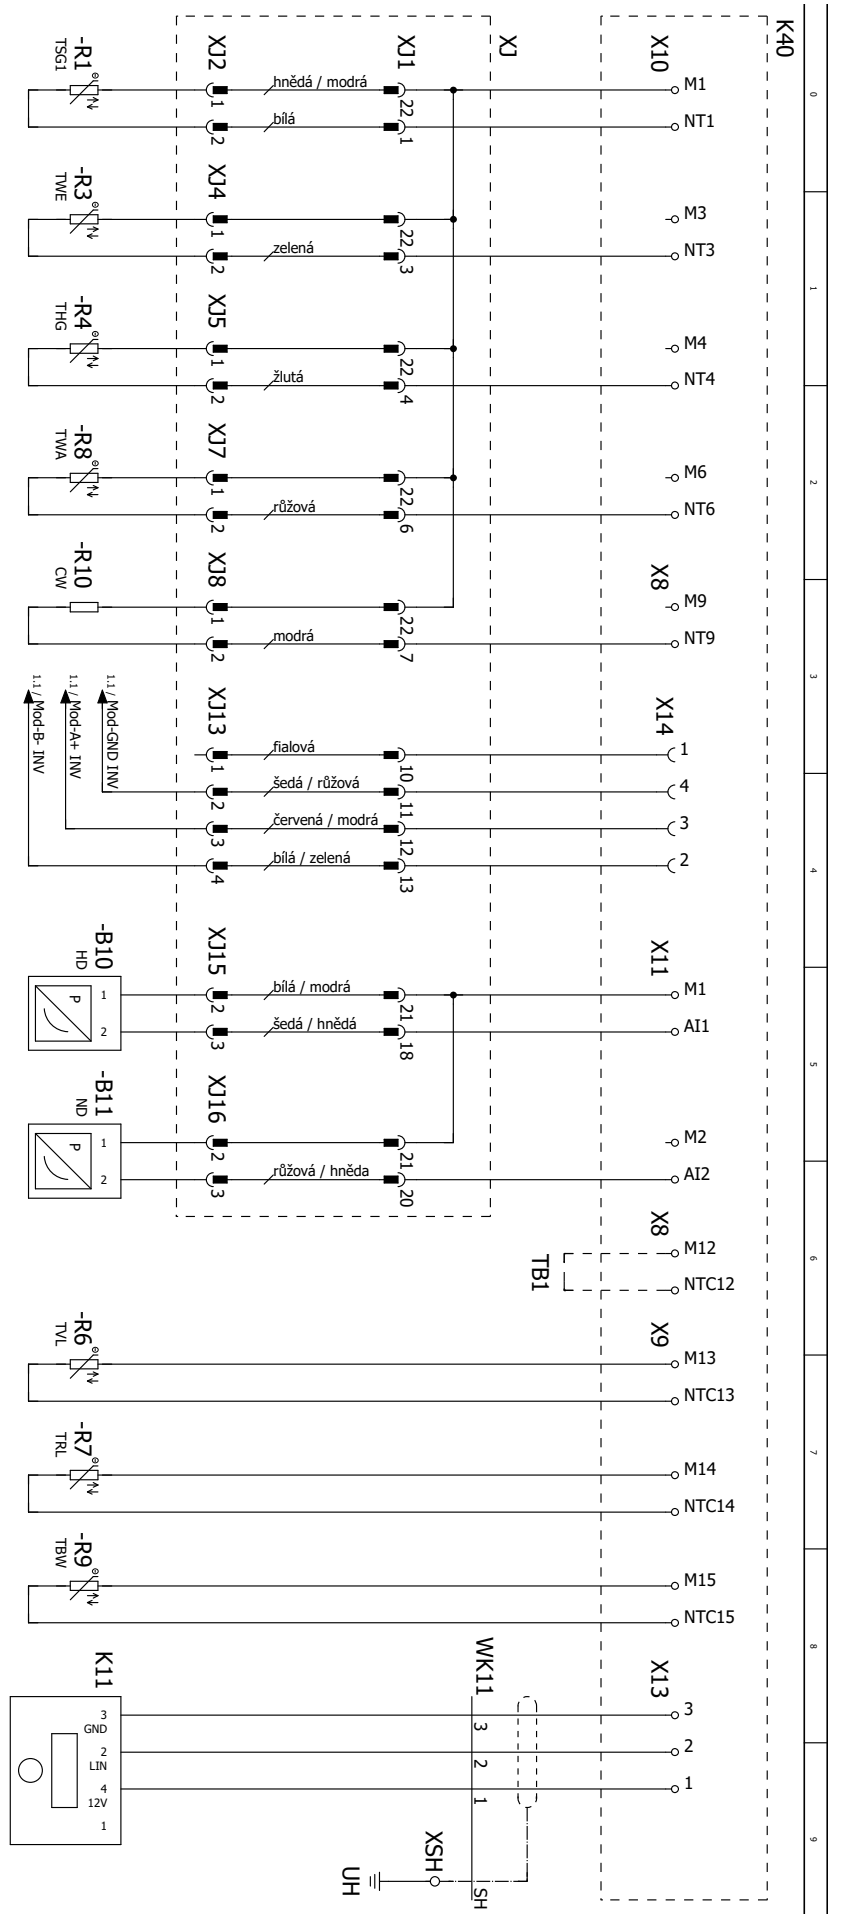 K40
0
1
2
3
4
5
6
7
8
9
XJ
-R1
TSG1
XJ2
1
2
hnědá / modrá
bílá
XJ1
22
1
X10
M1
NT1
-R3
TWE
XJ4
1
2
zelená
22
3
M3
NT3
-R4
THG
XJ5
1
2
žlutá
22
4
M4
NT4
-R8
TWA
XJ7
1
2
růžová
22
6
M6
NT6
-R10
CW
XJ8
1
2
modrá
22
7
X8
M9
NT9
1.1 / Mod-B- INV
1.1 / Mod-A+ INV
1.1 / Mod-GND INV
XJ13
1
2
3
4
fialová
šedá / růžová
červená / modrá
bílá / zelená
10
11
12
13
X14
1
4
3
2
-B10
HD
P
1
2
XJ15
2
3
bílá / modrá
šedá / hnědá
21
18
X11
M1
AI1
-B11
ND
P
1
2
XJ16
2
3
růžová / hněda
21
20
M2
AI2
TB1
X8
M12
NTC12
-R6
TVL
X9
M13
NTC13
-R7
TRL
M14
NTC14
-R9
TBW
M15
NTC15
K11
3
GND
2
LIN
4
12V
1
WK11
3
2
1
SH
XSH
UH
X13
3
2
1